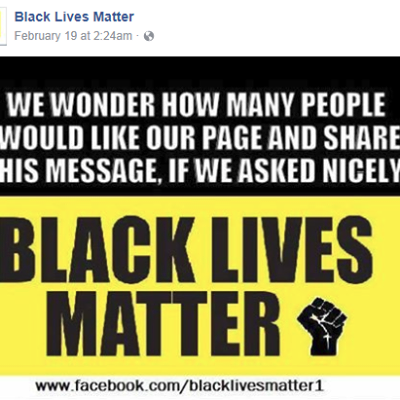 Black Lives Matter
February 19 at 2:24am ·
WE WONDER HOW MANY PEOPLE
WOULD LIKE OUR PAGE AND SHARE
HIS MESSAGE, IF WE ASKED NICELY
BLACK LIVES
MATTER
www.facebook.com/blacklivesmatter1